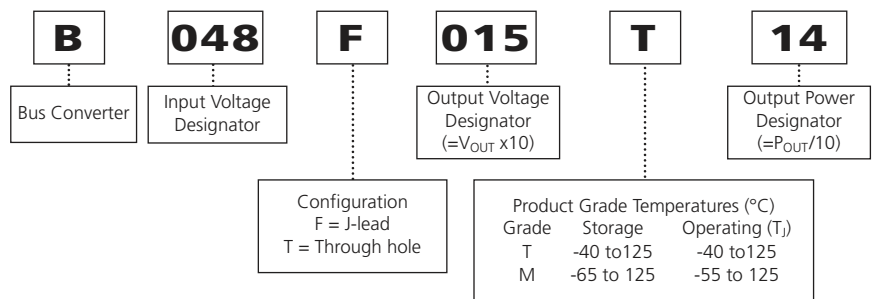 B 048 F 015 T 14
Bus Converter
Input Voltage
Designator
Output Voltage
Designator
(=VOUT x10)
Output Power
Designator
(=POUT/10)
Configuration
F = J-lead
T = Through hole
Product Grade Temperatures (°C)
Grade Storage Operating (TJ)
T -40 to125 -40 to125
M -65 to 125 -55 to 125